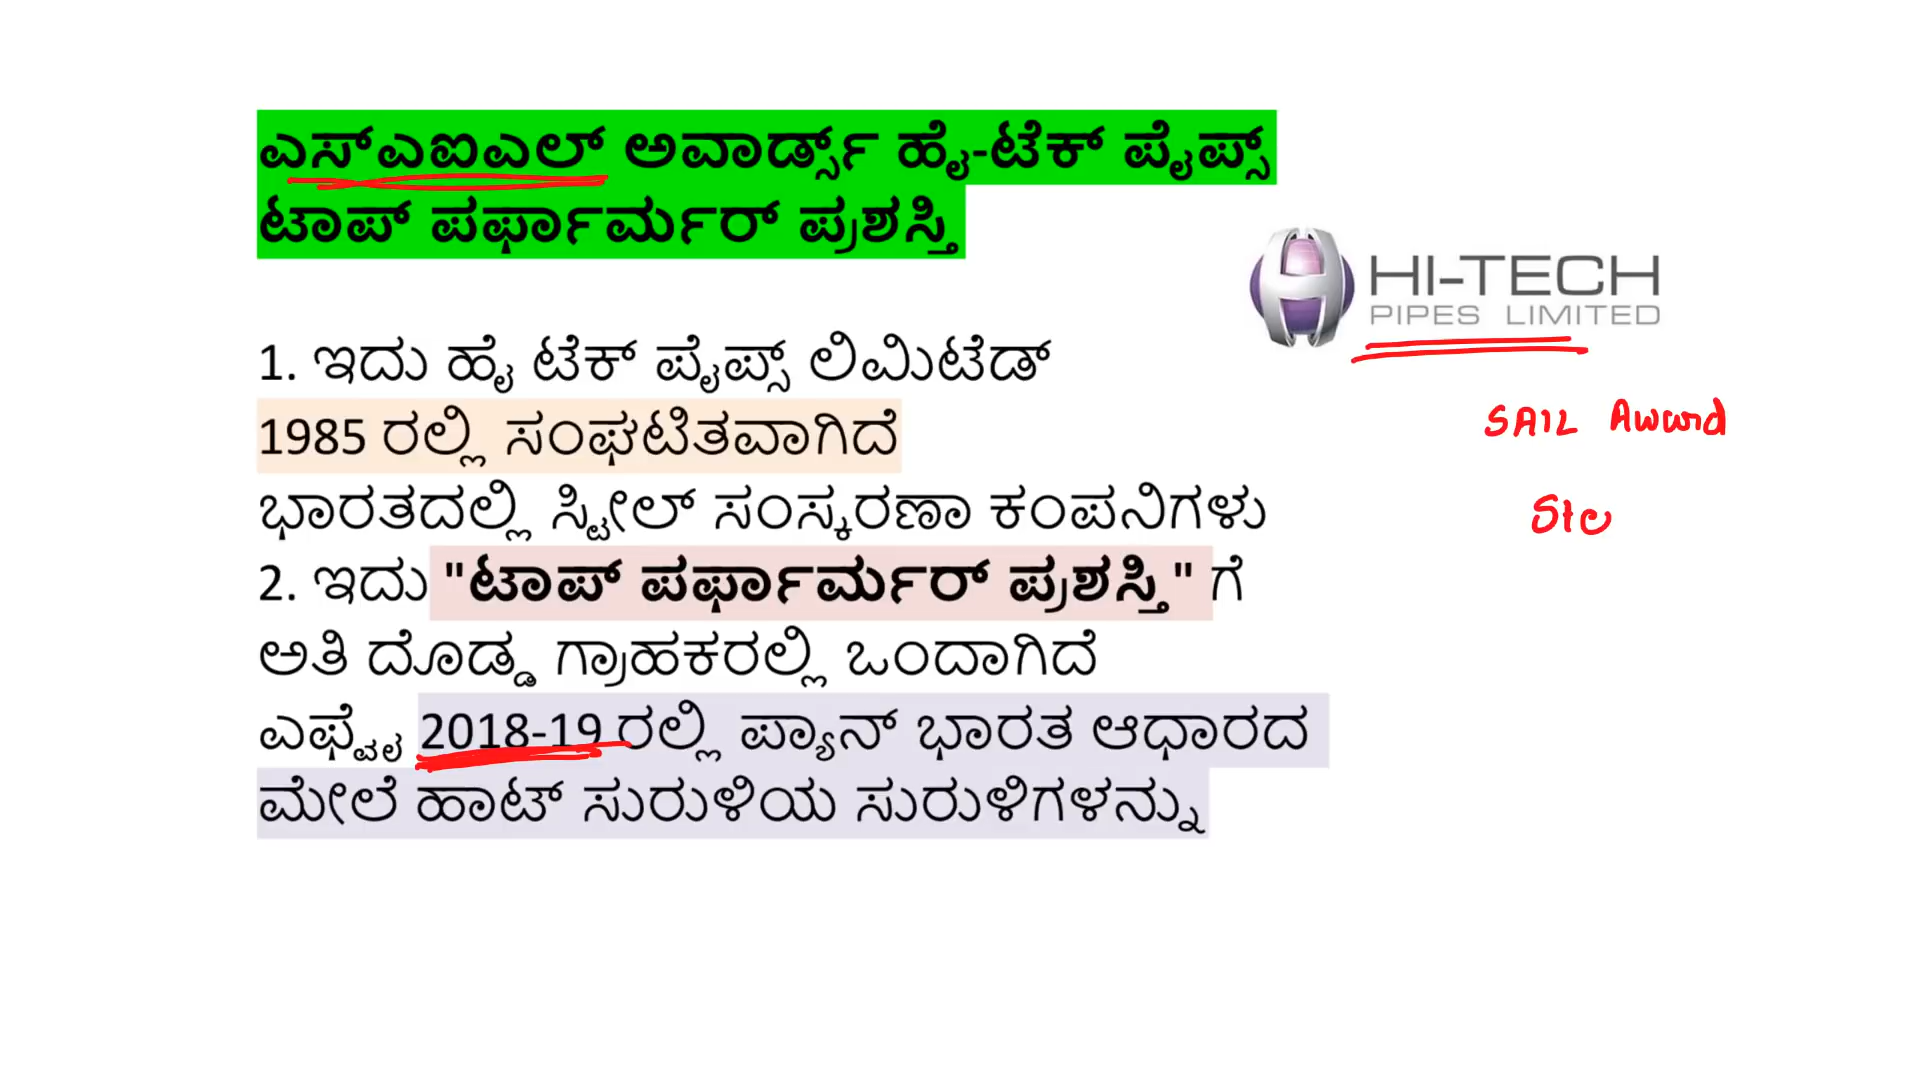 ಎಸ್ಎಐಎಲ್ ಅವಾರ್ಡ್ಸ್ ಹೈ-ಟೆಕ್ ಪೈಪ್ಸ್
ಟಾಪ್ ಪರ್ಫಾರ್ಮರ್ ಪ್ರಶಸ್ತಿ
HI-TECH
PIPES LIMITED
1. ಇದು ಹೈ ಟೆಕ್ ಪೈಪ್ಸ್ ಲಿಮಿಟೆಡ್
1985 ರಲ್ಲಿ ಸಂಘಟಿತವಾಗಿದೆ
SAIL Award
ಭಾರತದಲ್ಲಿ ಸ್ಟೀಲ್ ಸಂಸ್ಕರಣಾ ಕಂಪನಿಗಳು
Ste
2. ಇದು "ಟಾಪ್ ಪರ್ಫಾರ್ಮರ್ ಪ್ರಶಸ್ತಿ" ಗೆ
ಅತಿ ದೊಡ್ಡ ಗ್ರಾಹಕರಲ್ಲಿ ಒಂದಾಗಿದೆ
2018-19 ರಲ್ಲಿ ಪ್ಯಾನ್ ಭಾರತ ಆಧಾರದ
ಮೇಲೆ ಹಾಟ್ ಸುರುಳಿಯ ಸುರುಳಿಗಳನ್ನು